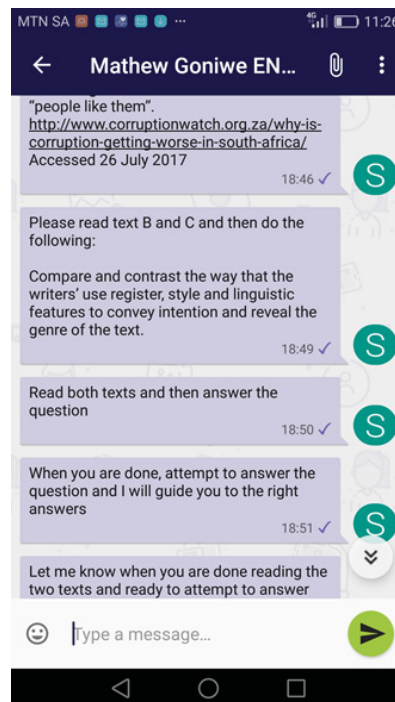 MTN SA
4G
11:26
Mathew Goniwe EN...
"people like them".
http://www.corruptionwatch.org.za/why-is-
corruption-getting-worse-in-south-africa/
Accessed 26 July 2017
18:46 ✓
S
Please read text B and C and then do the
following:
Compare and contrast the way that the
writers' use register, style and linguistic
features to convey intention and reveal the
genre of the text.
18:49 ✓
S
Read both texts and then answer the
question
18:50 ✓
S
When you are done, attempt to answer the
question and I will guide you to the right
answers
18:51 ✓
S
Let me know when you are done reading the
two texts and ready to attempt to answer
Type a message...